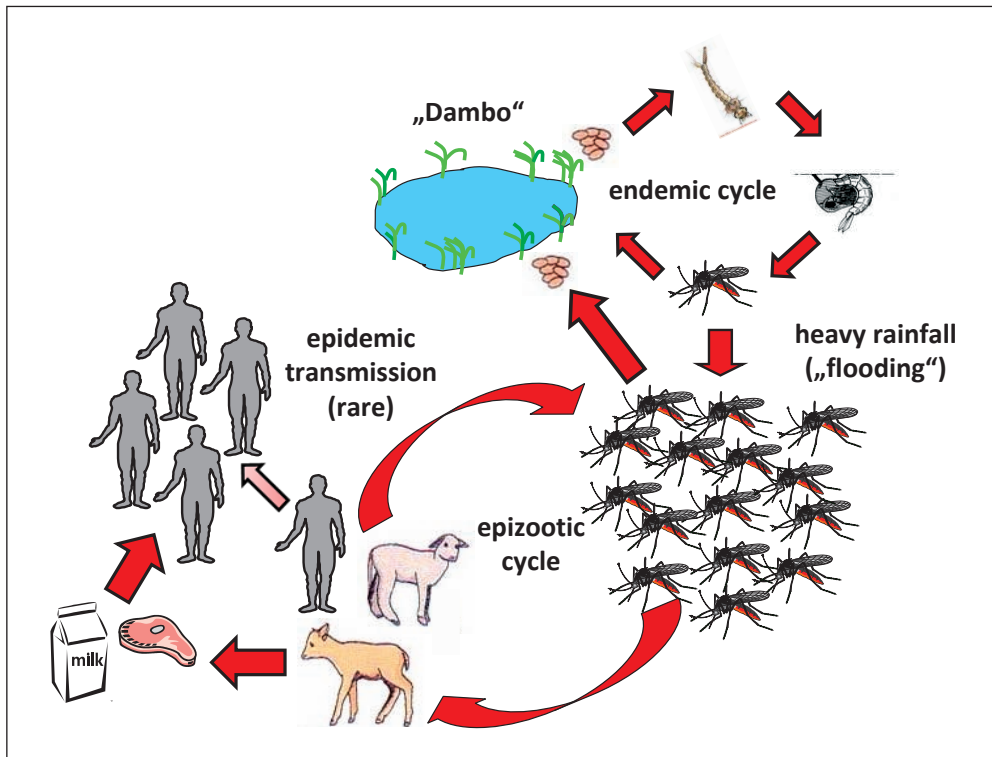 „Dambo“
endemic cycle
heavy rainfall
(„flooding“)
epidemic
transmission
(rare)
epizootic
cycle
milk